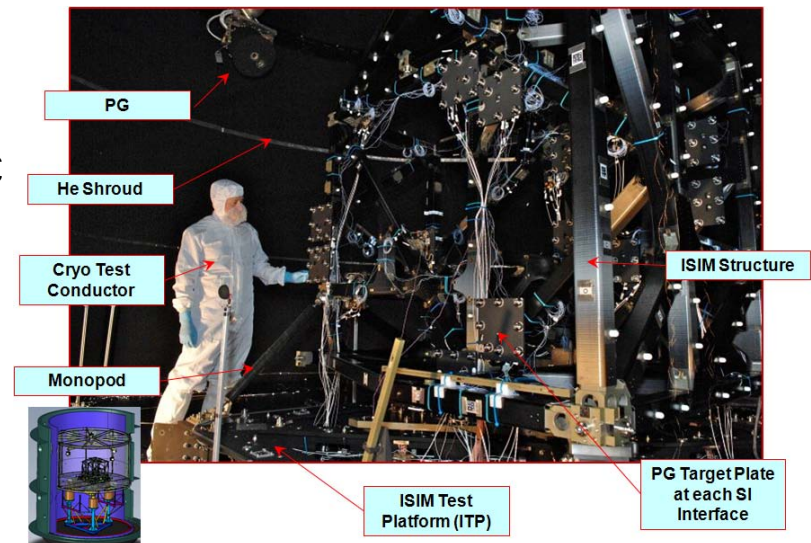 PG
He Shroud
Cryo Test
Conductor
Monopod
ISIM Structure
ISIM Test
Platform (ITP)
PG Target Plate
at each SI
Interface